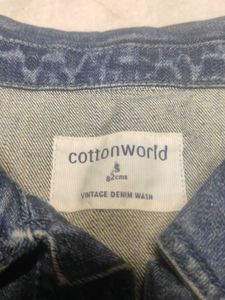 cottonworld
S
82cms
VINTAGE DENIM WASH